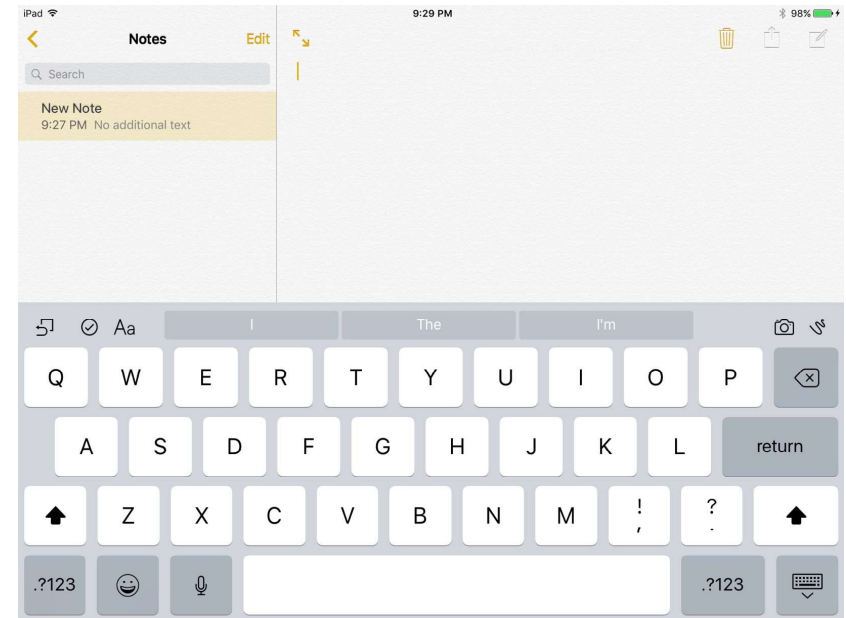 iPad 9:29 PM 98%
Notes Edit
Search
New Note
9:27 PM No additional text
Aa I The I'm
Q W E R T Y U I O P
A S D F G H J K L return
Z X C V B N M ! , ? .
.?123 .?123